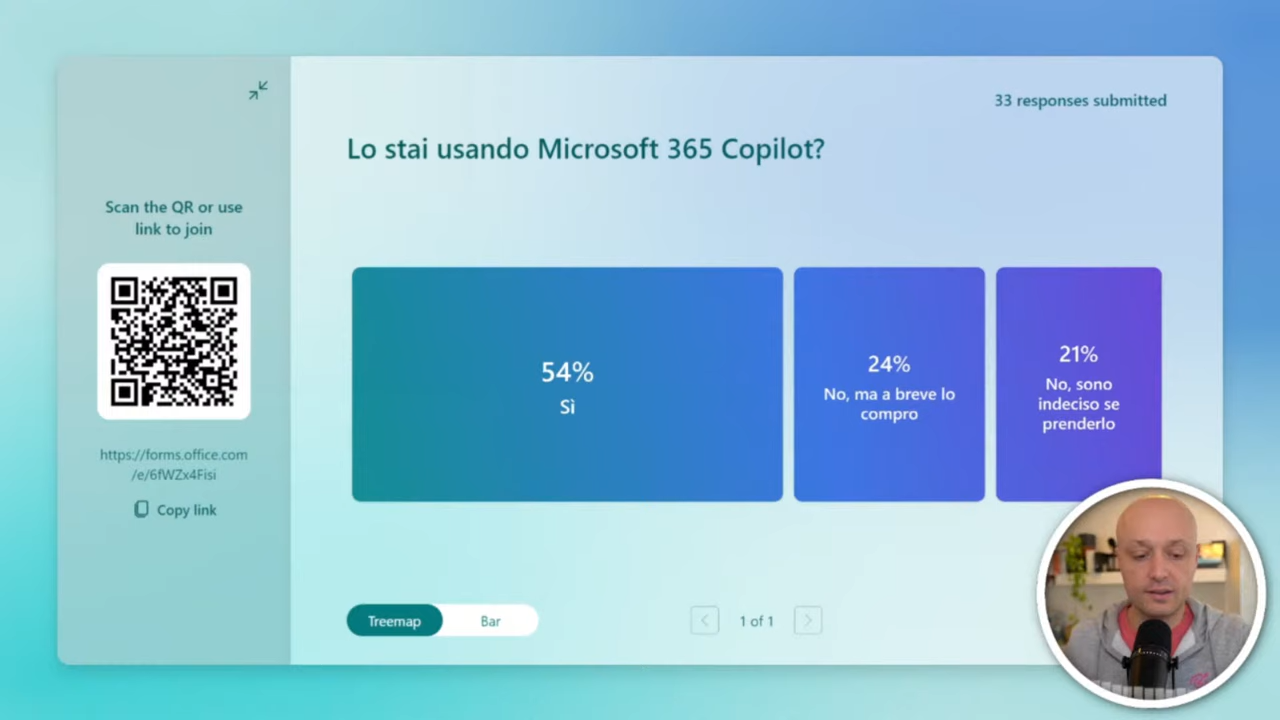 33 responses submitted
Lo stai usando Microsoft 365 Copilot?
Scan the QR or use
link to join
https://forms.office.com
/e/6fWZx4Fisi
Copy link
54%
Sì
24%
No, ma a breve lo
compro
21%
No, sono
indeciso se
prenderlo
Treemap
Bar
1 of 1